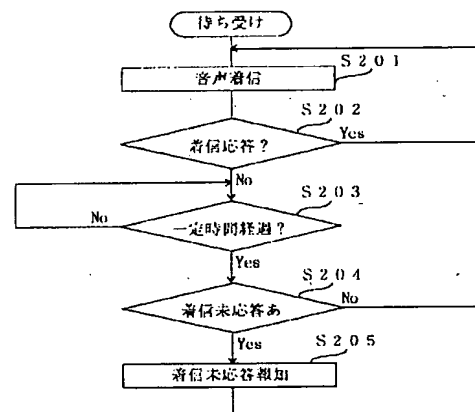 待ち受け
S201
音声着信
S202
着信応答？
Yes
No
S203
No
一定時間経過？
Yes
S204
着信未応答あ
No
Yes
S205
着信未応答報知